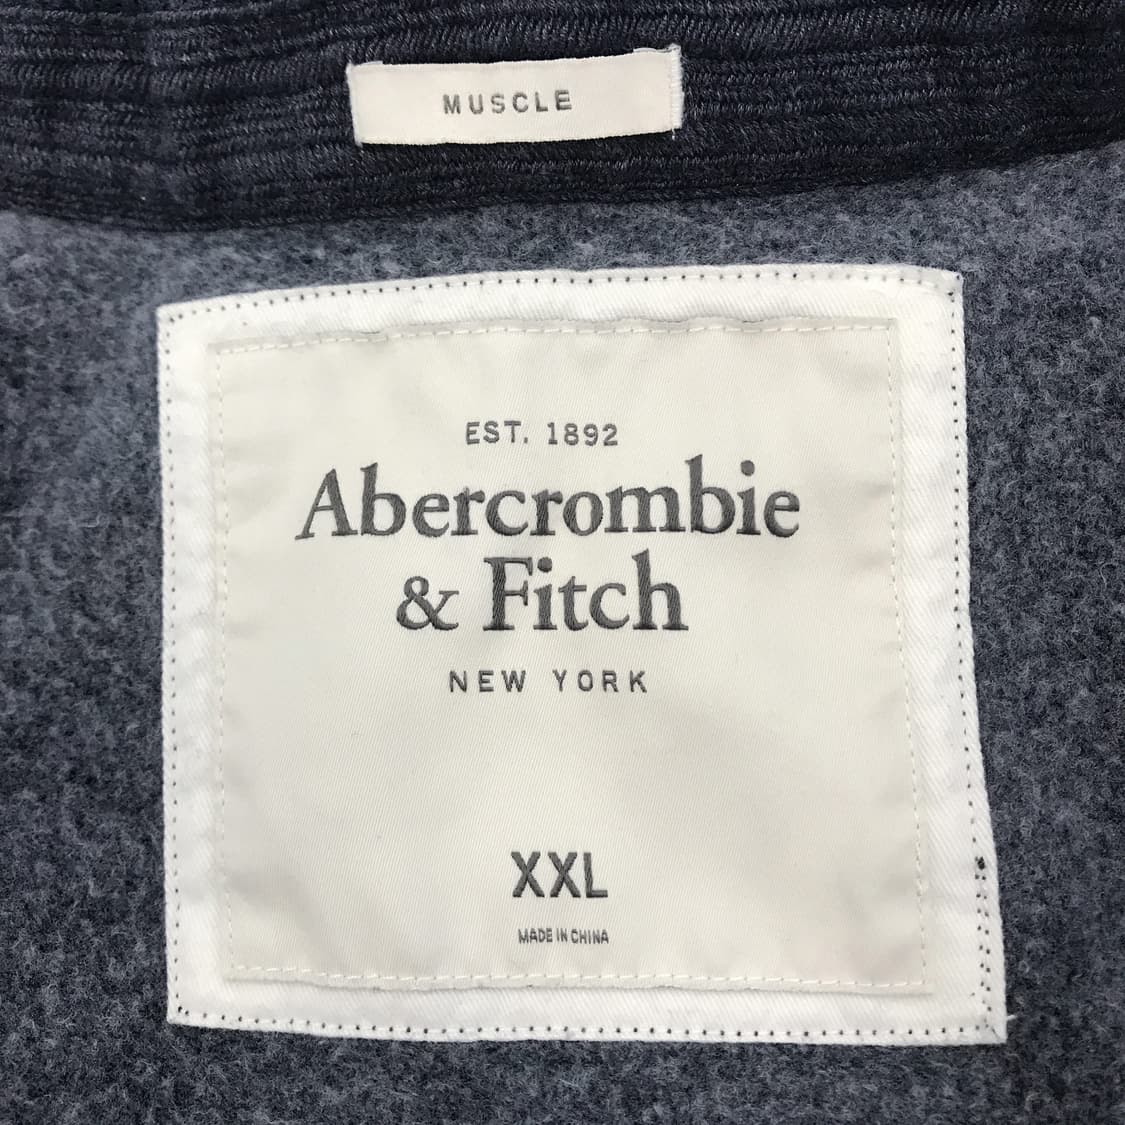 MUSCLE
EST. 1892
Abercrombie
& Fitch
NEW YORK
XXL
MADE IN CHINA